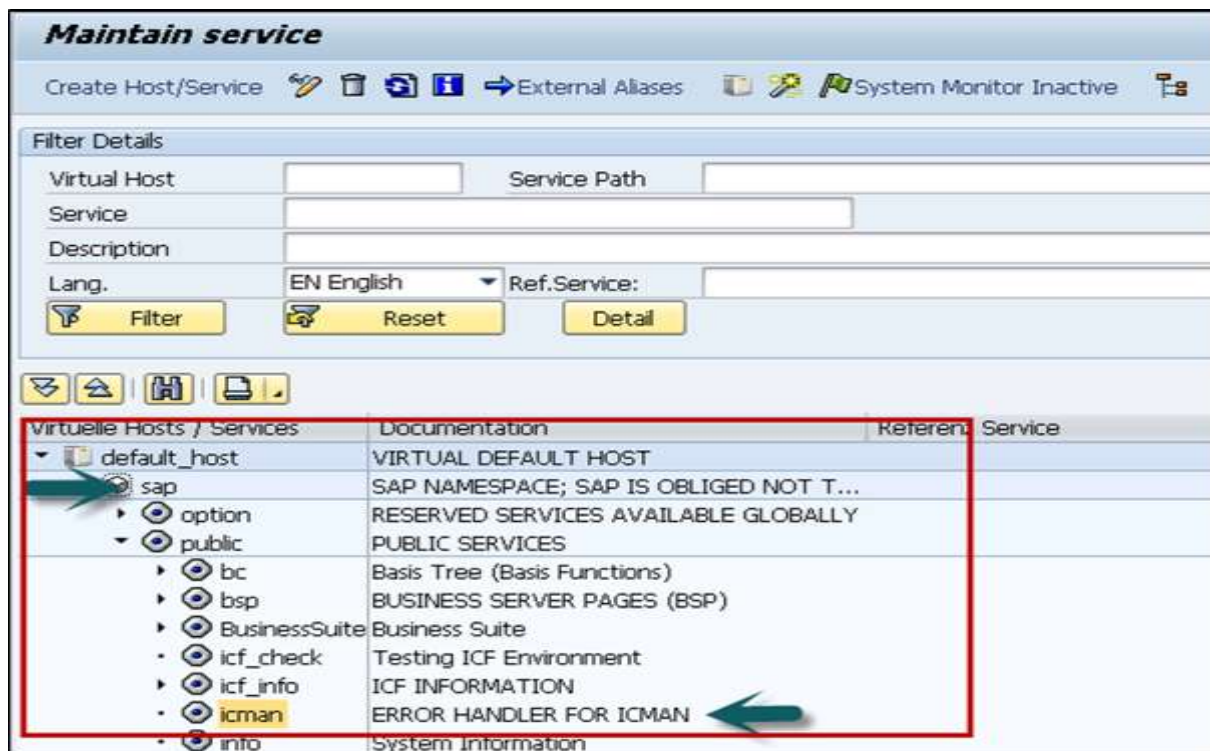 Maintain service
Create Host/Service External Aliases System Monitor Inactive
Filter Details
Virtual Host Service Path
Service
Description
Lang. EN English Ref.Service:
Filter Reset Detail
Virtuelle Hosts / Services Documentation Referenz Service
default_host VIRTUAL DEFAULT HOST
sap SAP NAMESPACE; SAP IS OBLIGED NOT T...
option RESERVED SERVICES AVAILABLE GLOBALLY
public PUBLIC SERVICES
bc Basis Tree (Basis Functions)
bsp BUSINESS SERVER PAGES (BSP)
BusinessSuite Business Suite
icf_check Testing ICF Environment
icf_info ICF INFORMATION
icman ERROR HANDLER FOR ICMAN
info System Information